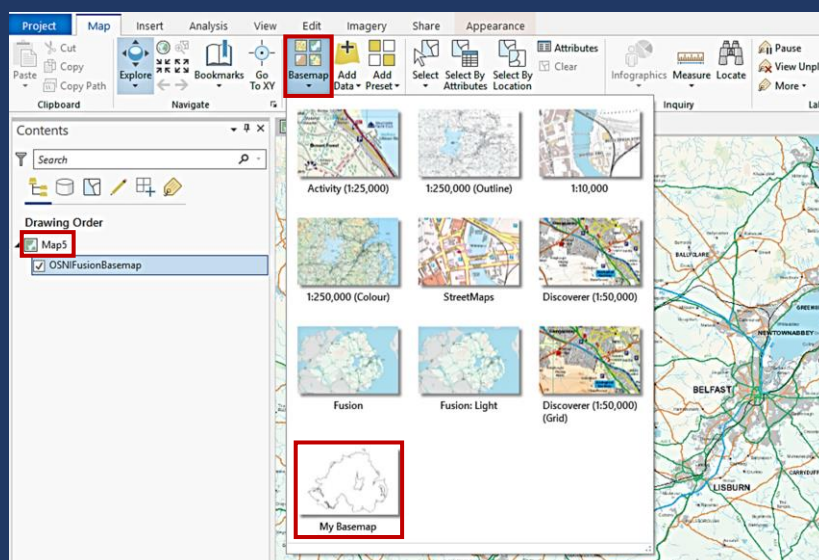 Project Map Insert Analysis View Edit Imagery Share Appearance
Cut
Copy
Copy Path
Paste
Explore
Bookmarks
Go
To XY
Basemap
Add
Data
Add
Preset
Select
Select By
Attributes
Select By
Location
Attributes
Clear
Infographics
Measure
Locate
Pause
View Unpl
More
Clipboard
Navigate
Inquiry
Lal
Contents
Search
Drawing Order
Map5
OSNIFusionBasemap
Activity (1:25,000)
1:250,000 (Outline)
1:10,000
1:250,000 (Colour)
StreetMaps
Discoverer (1:50,000)
Fusion
Fusion: Light
Discoverer (1:50,000)
(Grid)
My Basemap
BALLYCLARE
NEWTOWNABBEY
BELFAST
LISBURN